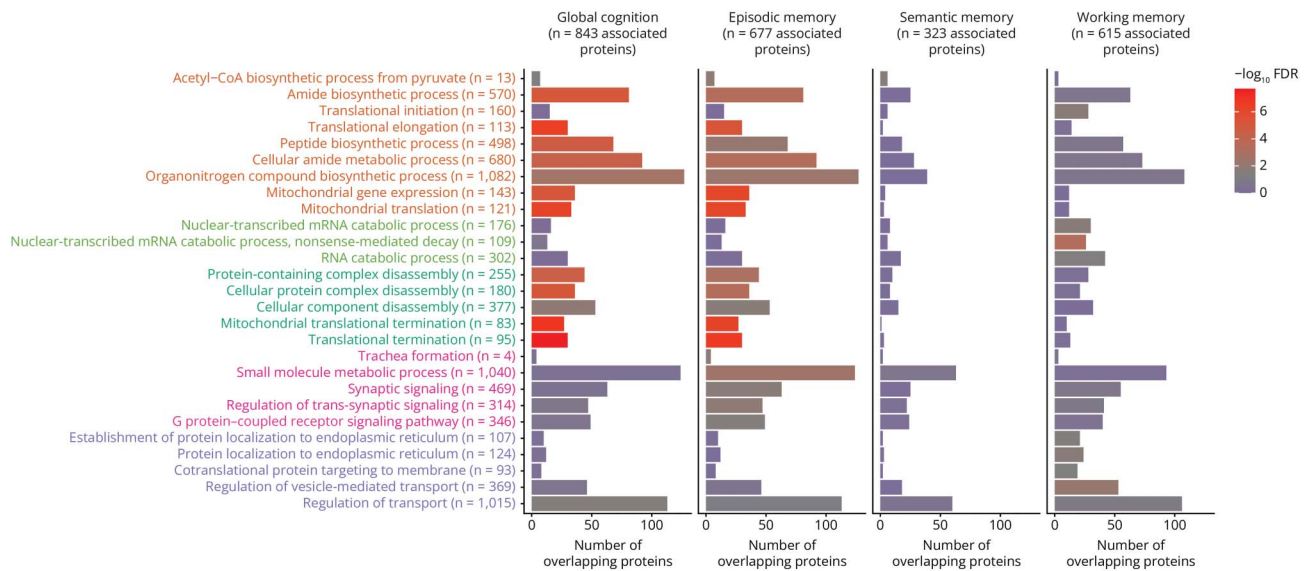 Global cognition
(n = 843 associated
proteins)
Episodic memory
(n = 677 associated
proteins)
Semantic memory
(n = 323 associated
proteins)
Working memory
(n = 615 associated
proteins)
Acetyl−CoA biosynthetic process from pyruvate (n = 13)
Amide biosynthetic process (n = 570)
Translational initiation (n = 160)
Translational elongation (n = 113)
Peptide biosynthetic process (n = 498)
Cellular amide metabolic process (n = 680)
Organonitrogen compound biosynthetic process (n = 1,082)
Mitochondrial gene expression (n = 143)
Mitochondrial translation (n = 121)
Nuclear-transcribed mRNA catabolic process (n = 176)
Nuclear-transcribed mRNA catabolic process, nonsense-mediated decay (n = 109)
RNA catabolic process (n = 302)
Protein-containing complex disassembly (n = 255)
Cellular protein complex disassembly (n = 180)
Cellular component disassembly (n = 377)
Mitochondrial translational termination (n = 83)
Translational termination (n = 95)
Trachea formation (n = 4)
Small molecule metabolic process (n = 1,040)
Synaptic signaling (n = 469)
Regulation of trans-synaptic signaling (n = 314)
G protein–coupled receptor signaling pathway (n = 346)
Establishment of protein localization to endoplasmic reticulum (n = 107)
Protein localization to endoplasmic reticulum (n = 124)
Cotranslational protein targeting to membrane (n = 93)
Regulation of vesicle-mediated transport (n = 369)
Regulation of transport (n = 1,015)
0 50 100
0 50 100
0 50 100
0 50 100
Number of
overlapping proteins
Number of
overlapping proteins
Number of
overlapping proteins
Number of
overlapping proteins
−log₁₀ FDR
6
4
2
0